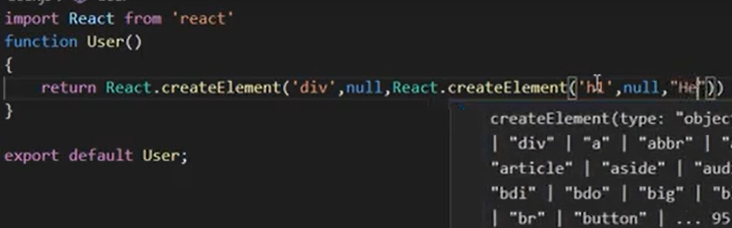 import React from 'react'
function User()
{
return React.createElement('div',null,React.createElement('h1',null,"He"))
}
createElement(type: "objec
| "div" | "a" | "abbr" | "a
export default User;
"article" | "aside" | "aud
"bdi" | "bdo" | "big" | "b
| "br" | "button" | ... 95